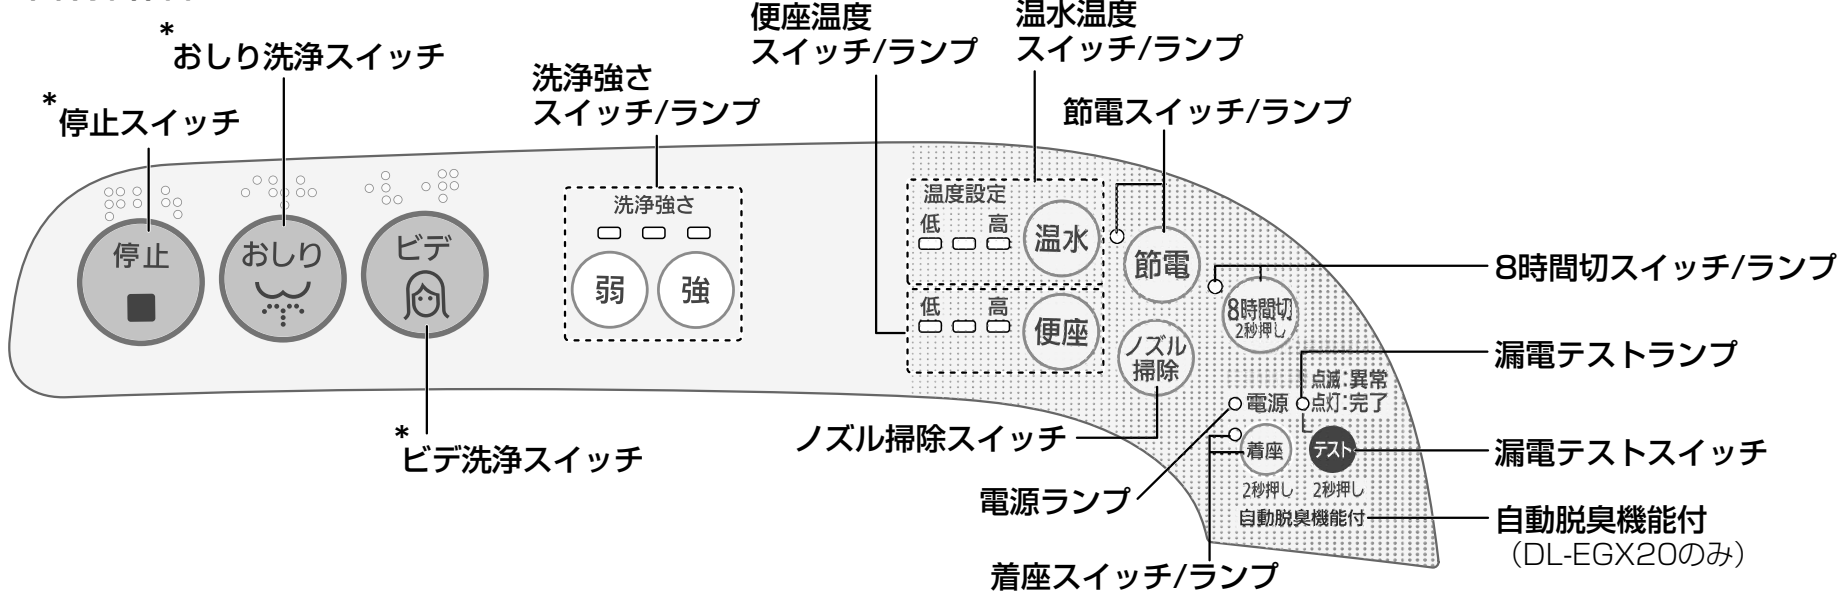 便座温度
スイッチ/ランプ
温水温度
スイッチ/ランプ
*おしり洗浄スイッチ
洗浄強さ
スイッチ/ランプ
*停止スイッチ
節電スイッチ/ランプ
停止
おしり
ビデ
洗浄強さ
弱
強
温度設定
低
高
温水
低
高
便座
節電
8時間切
2秒押し
ノズル
掃除
点滅:異常
点灯:完了
電源
着座
テスト
2秒押し
2秒押し
自動脱臭機能付
8時間切スイッチ/ランプ
漏電テストランプ
*ビデ洗浄スイッチ
ノズル掃除スイッチ
漏電テストスイッチ
電源ランプ
自動脱臭機能付
（DL-EGX20のみ）
着座スイッチ/ランプ